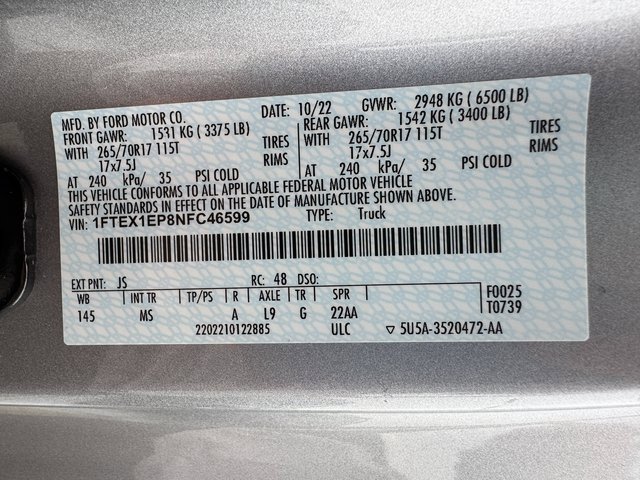 MFD. BY FORD MOTOR CO. DATE: 10/22 GVWR: 2948 KG ( 6500 LB)
FRONT GAWR: 1531 KG ( 3375 LB) REAR GAWR: 1542 KG ( 3400 LB)
WITH 265/70R17 115T TIRES WITH 265/70R17 115T TIRES
17x7.5J RIMS 17x7.5J RIMS
AT 240 kPa/ 35 PSI COLD AT 240 kPa/ 35 PSI COLD
THIS VEHICLE CONFORMS TO ALL APPLICABLE FEDERAL MOTOR VEHICLE
SAFETY STANDARDS IN EFFECT ON THE DATE OF MANUFACTURE SHOWN ABOVE.
VIN: 1FTEX1EP8NFC46599 TYPE: Truck
EXT PNT: JS RC: 48 DSO:
WB INT TR TP/PS R AXLE TR SPR F0025
145 MS A L9 G 22AA T0739
2202210122885 ULC ▽ 5U5A-3520472-AA